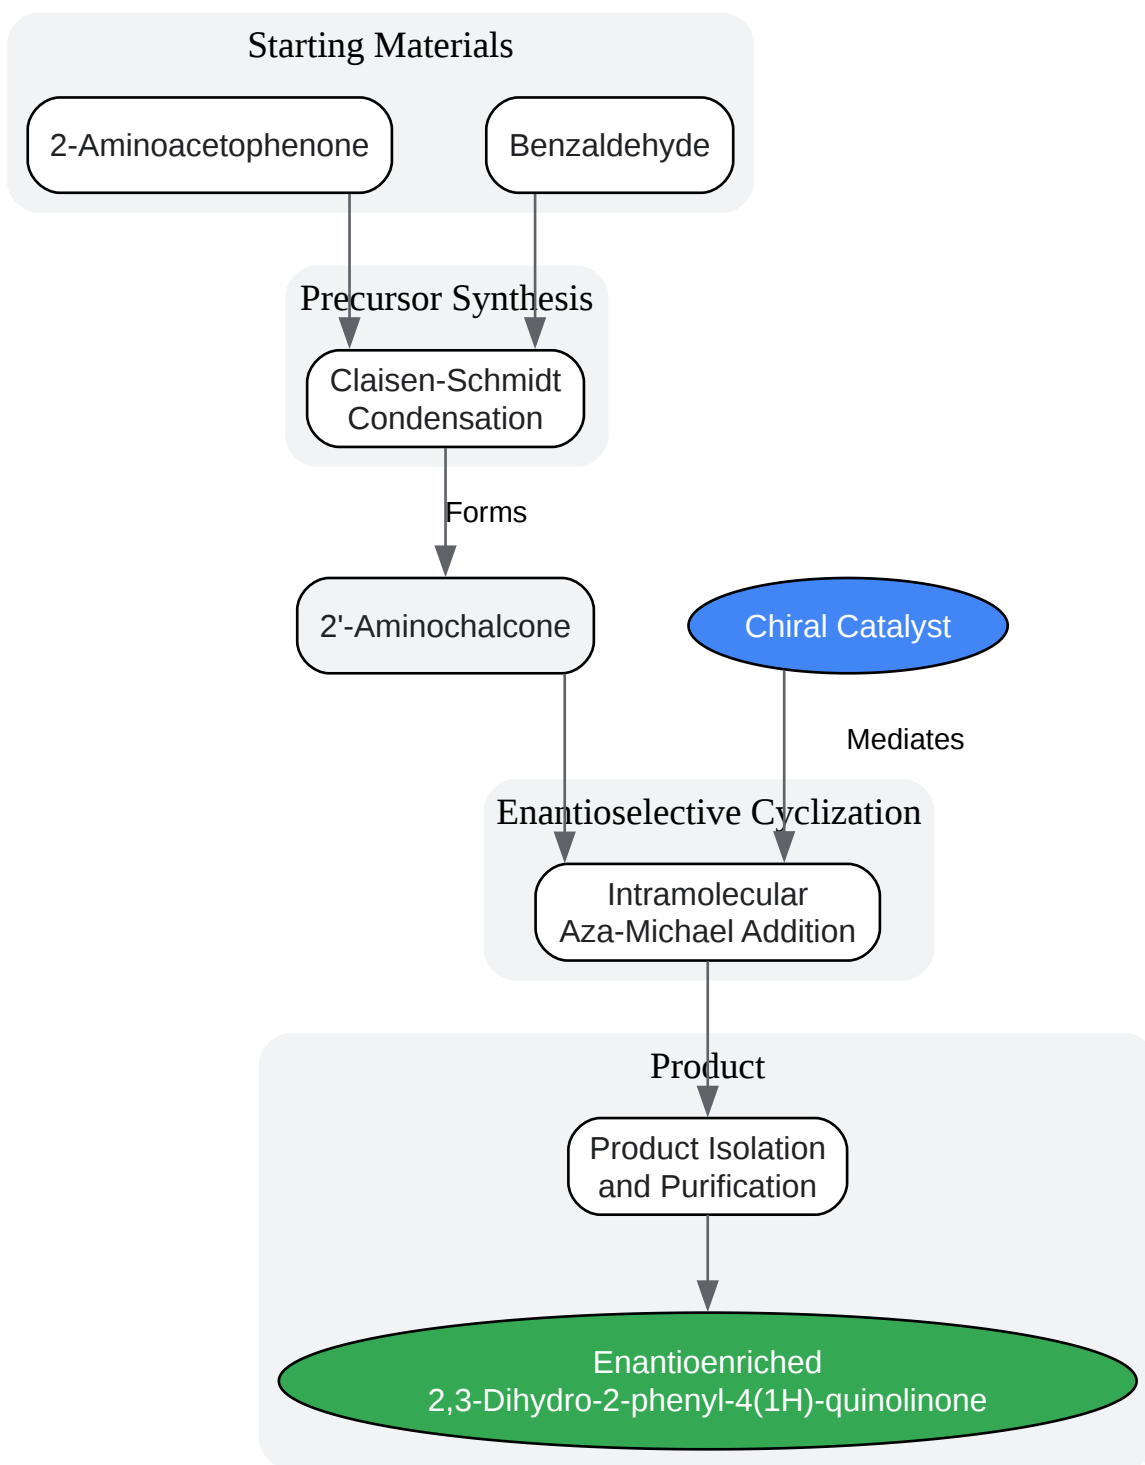 Starting Materials
2-Aminoacetophenone
Benzaldehyde
Precursor Synthesis
Claisen-Schmidt
Condensation
Forms
2'-Aminochalcone
Chiral Catalyst
Mediates
Enantioselective Cyclization
Intramolecular
Aza-Michael Addition
Product
Product Isolation
and Purification
Enantioenriched
2,3-Dihydro-2-phenyl-4(1H)-quinolinone